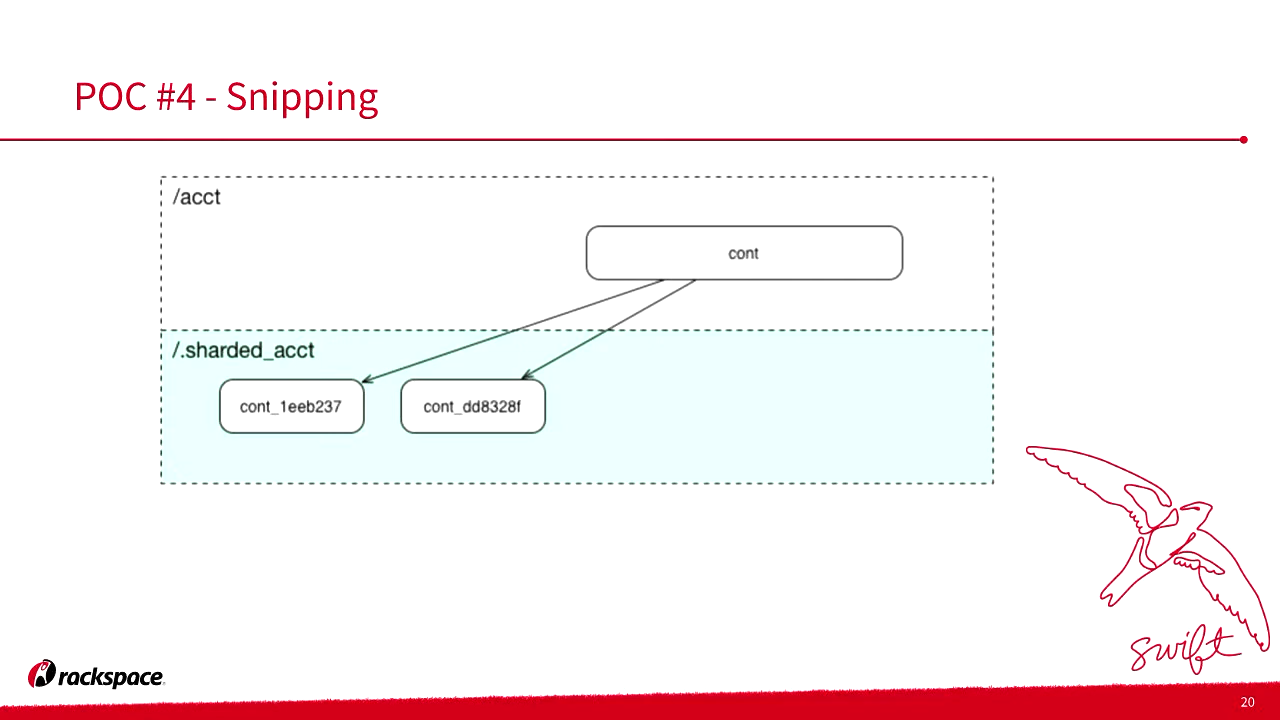 POC #4 - Snipping
/acct
cont
/.sharded_acct
cont_1eeb237
cont_dd8328f
swift
rackspace.
20